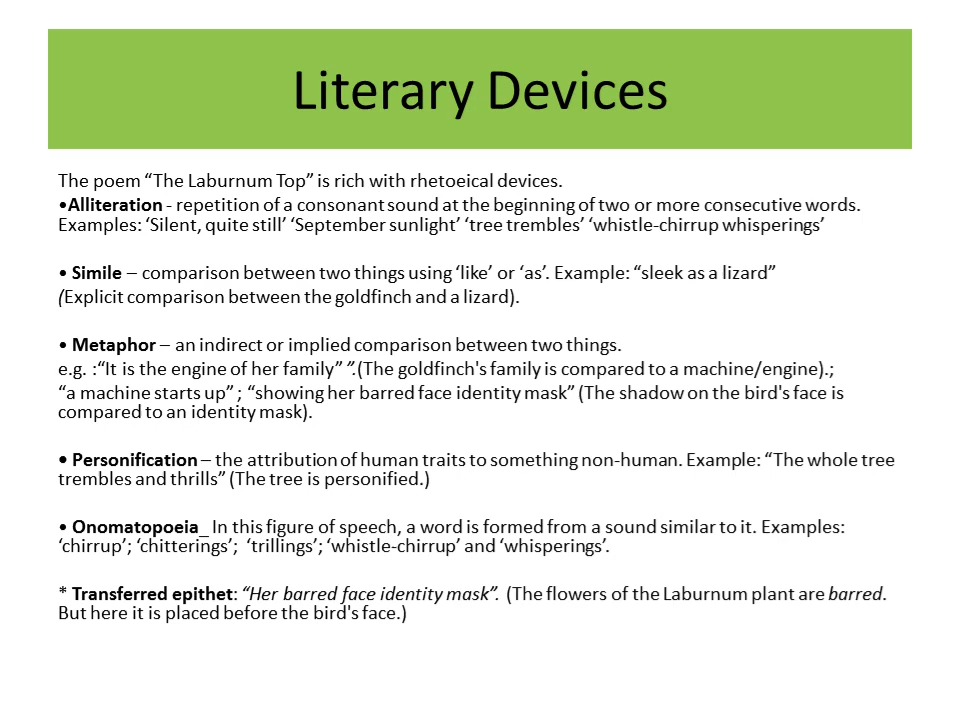 Literary Devices
The poem “The Laburnum Top” is rich with rhetoeical devices.
•Alliteration - repetition of a consonant sound at the beginning of two or more consecutive words.
Examples: ‘Silent, quite still’ ‘September sunlight’ ‘tree trembles’ ‘whistle-chirrup whisperings’
• Simile – comparison between two things using ‘like’ or ‘as’. Example: “sleek as a lizard”
(Explicit comparison between the goldfinch and a lizard).
• Metaphor – an indirect or implied comparison between two things.
e.g. :“It is the engine of her family” ”.(The goldfinch's family is compared to a machine/engine).;
“a machine starts up” ; “showing her barred face identity mask” (The shadow on the bird's face is
compared to an identity mask).
• Personification – the attribution of human traits to something non-human. Example: “The whole tree
trembles and thrills” (The tree is personified.)
• Onomatopoeia_ In this figure of speech, a word is formed from a sound similar to it. Examples:
‘chirrup’; ‘chitterings’;  ‘trillings’; ‘whistle-chirrup’ and ‘whisperings’.
* Transferred epithet: “Her barred face identity mask”. (The flowers of the Laburnum plant are barred.
But here it is placed before the bird's face.)